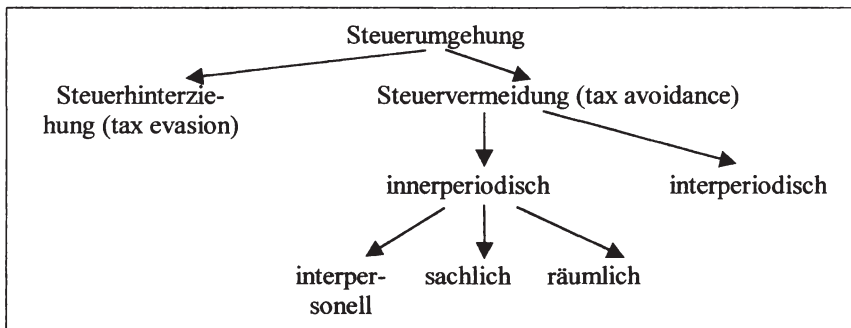 Steuerumgehung
Steuerhinterzie-
hung (tax evasion)
Steuervermeidung (tax avoidance)
innerperiodisch
interperiodisch
interper-
sonell
sachlich
räumlich